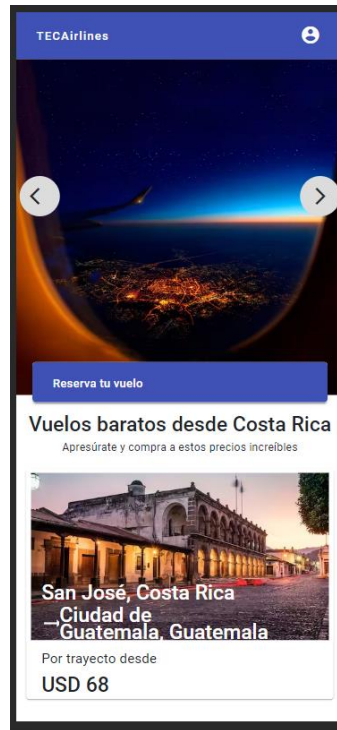 TECAirlines
Reserva tu vuelo
Vuelos baratos desde Costa Rica
Apresúrate y compra a estos precios increíbles
San José, Costa Rica
→Ciudad de
Guatemala, Guatemala
Por trayecto desde
USD 68